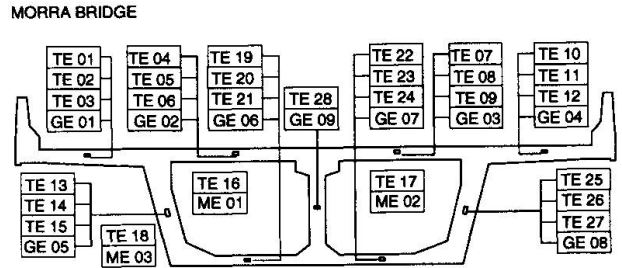 MORRA BRIDGE
TE 01
TE 02
TE 03
GE 01
TE 04
TE 05
TE 06
GE 02
TE 19
TE 20
TE 21
GE 06
TE 28
GE 09
TE 22
TE 23
TE 24
GE 07
TE 07
TE 08
TE 09
GE 03
TE 10
TE 11
TE 12
GE 04
TE 13
TE 14
TE 15
GE 05
TE 18
ME 03
TE 16
ME 01
TE 17
ME 02
TE 25
TE 26
TE 27
GE 08